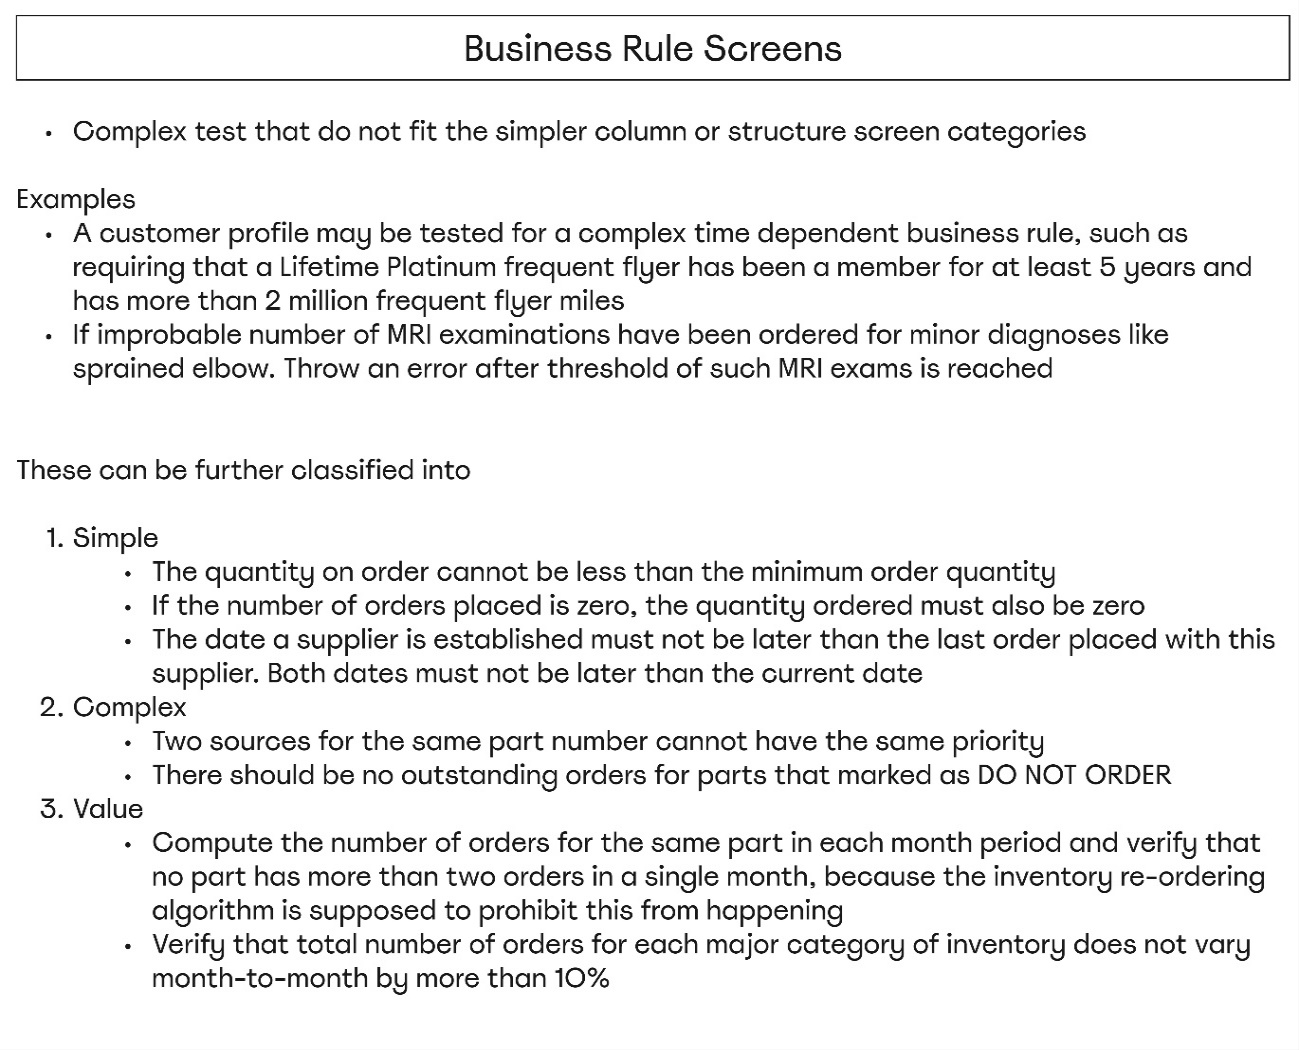 Business Rule Screens
• Complex test that do not fit the simpler column or structure screen categories
Examples
• A customer profile may be tested for a complex time dependent business rule, such as
requiring that a Lifetime Platinum frequent flyer has been a member for at least 5 years and
has more than 2 million frequent flyer miles
• If improbable number of MRI examinations have been ordered for minor diagnoses like
sprained elbow. Throw an error after threshold of such MRI exams is reached
These can be further classified into
1. Simple
• The quantity on order cannot be less than the minimum order quantity
• If the number of orders placed is zero, the quantity ordered must also be zero
• The date a supplier is established must not be later than the last order placed with this
supplier. Both dates must not be later than the current date
2. Complex
• Two sources for the same part number cannot have the same priority
• There should be no outstanding orders for parts that marked as DO NOT ORDER
3. Value
• Compute the number of orders for the same part in each month period and verify that
no part has more than two orders in a single month, because the inventory re-ordering
algorithm is supposed to prohibit this from happening
• Verify that total number of orders for each major category of inventory does not vary
month-to-month by more than 10%